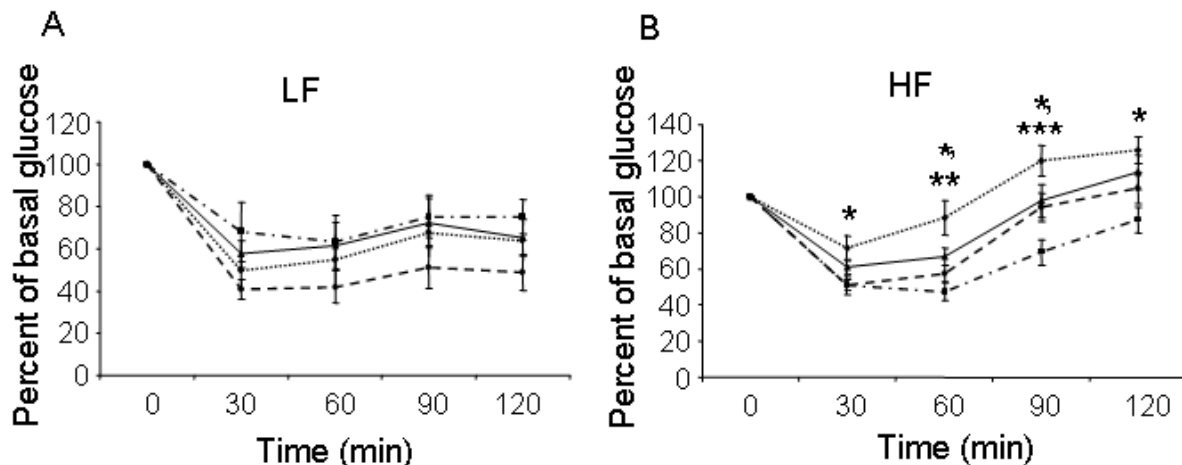 A
LF
Percent of basal glucose
120
100
80
60
40
20
0
0 30 60 90 120
Time (min)
B
HF
Percent of basal glucose
140
120
100
80
60
40
20
0
*
*,
**
*,
***
*
0 30 60 90 120
Time (min)